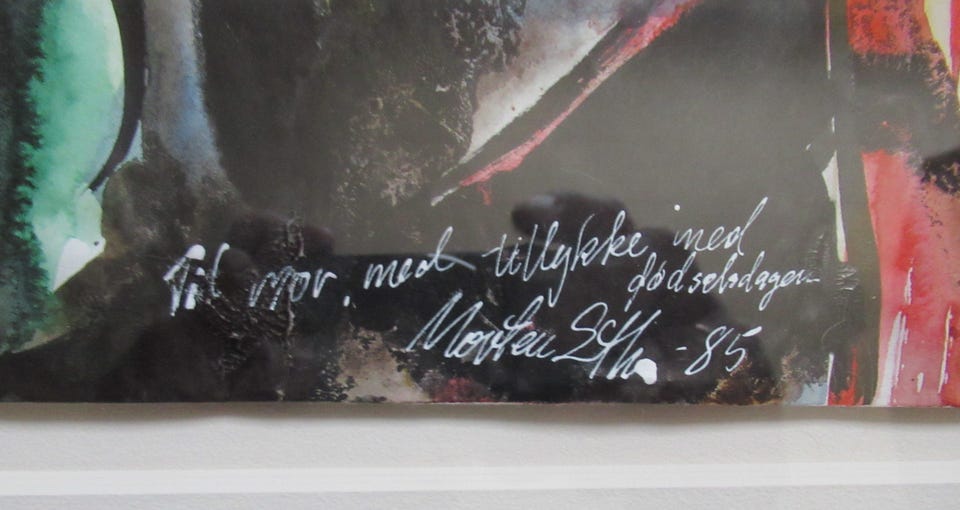 Til mor, med tillykke med
fødselsdagen
Morten -85